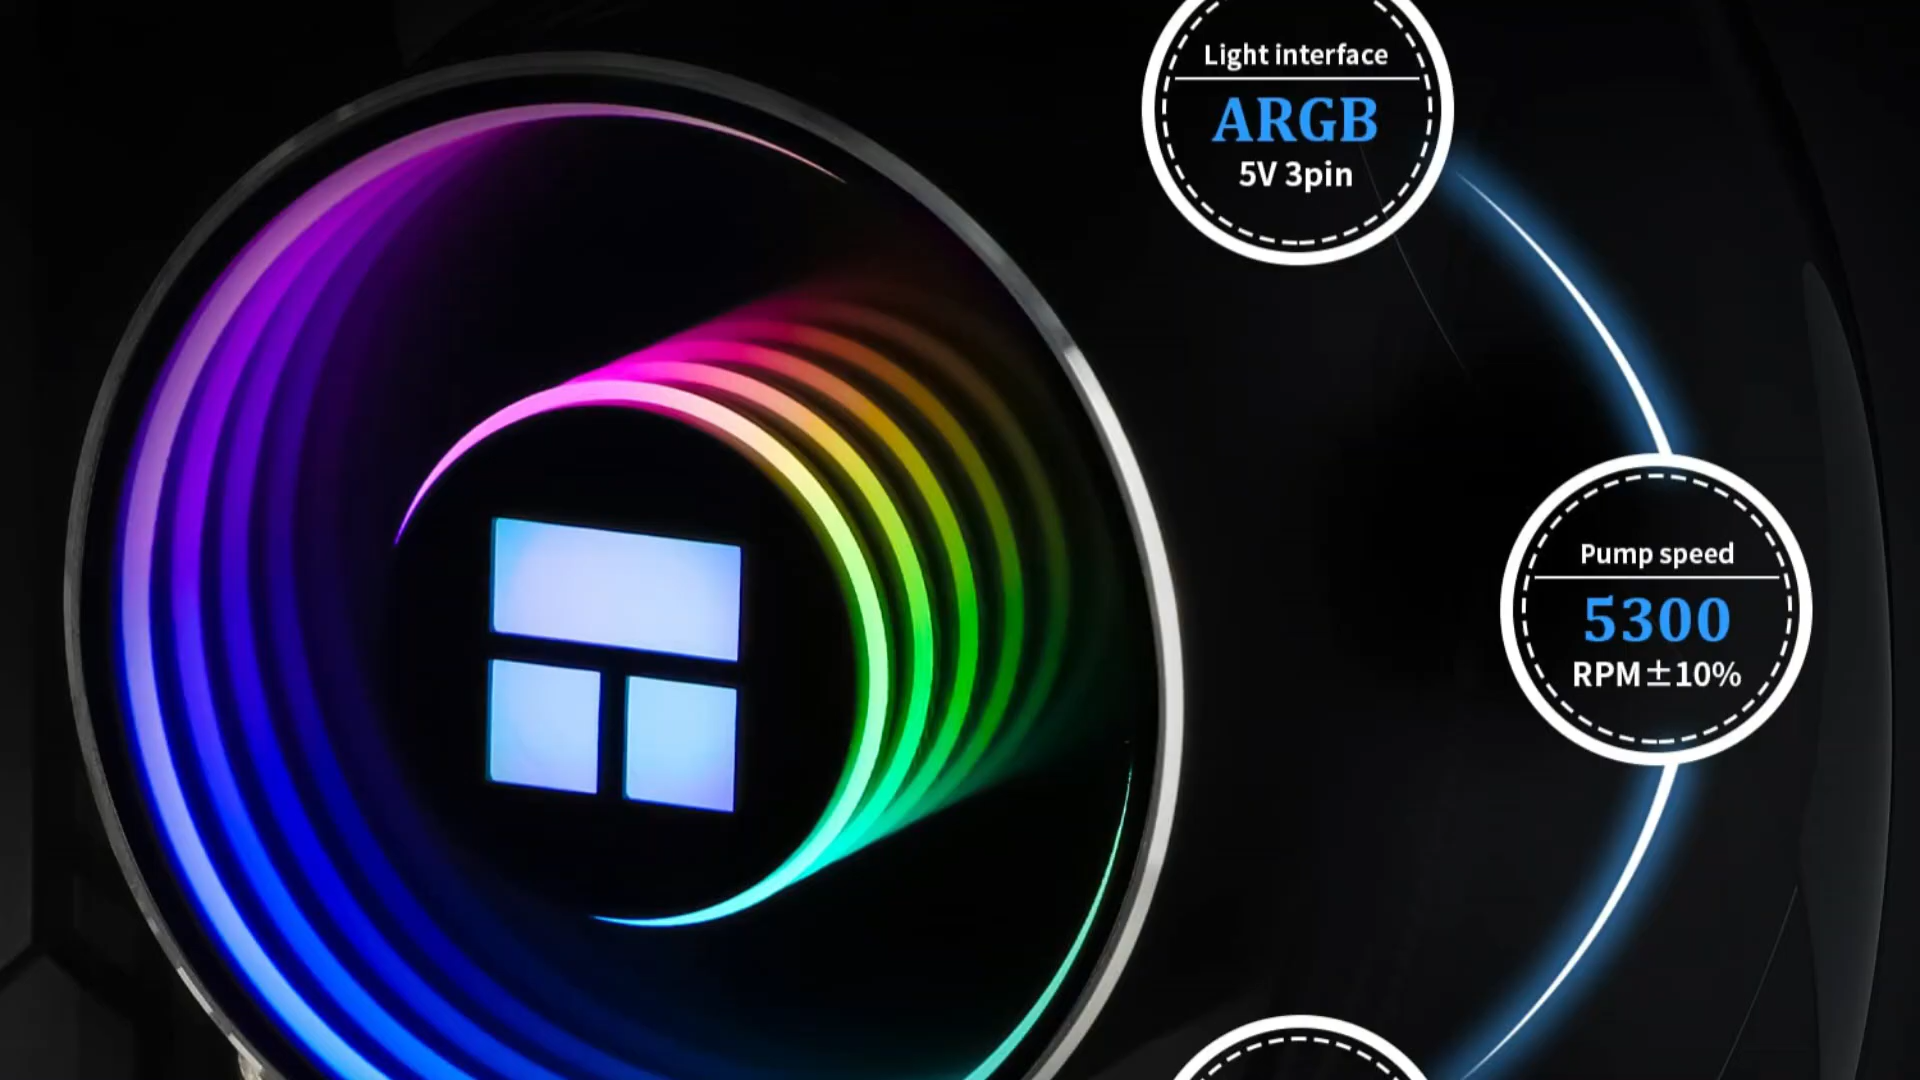 Light interface
ARGB
5V 3pin
Pump speed
5300
RPM±10%